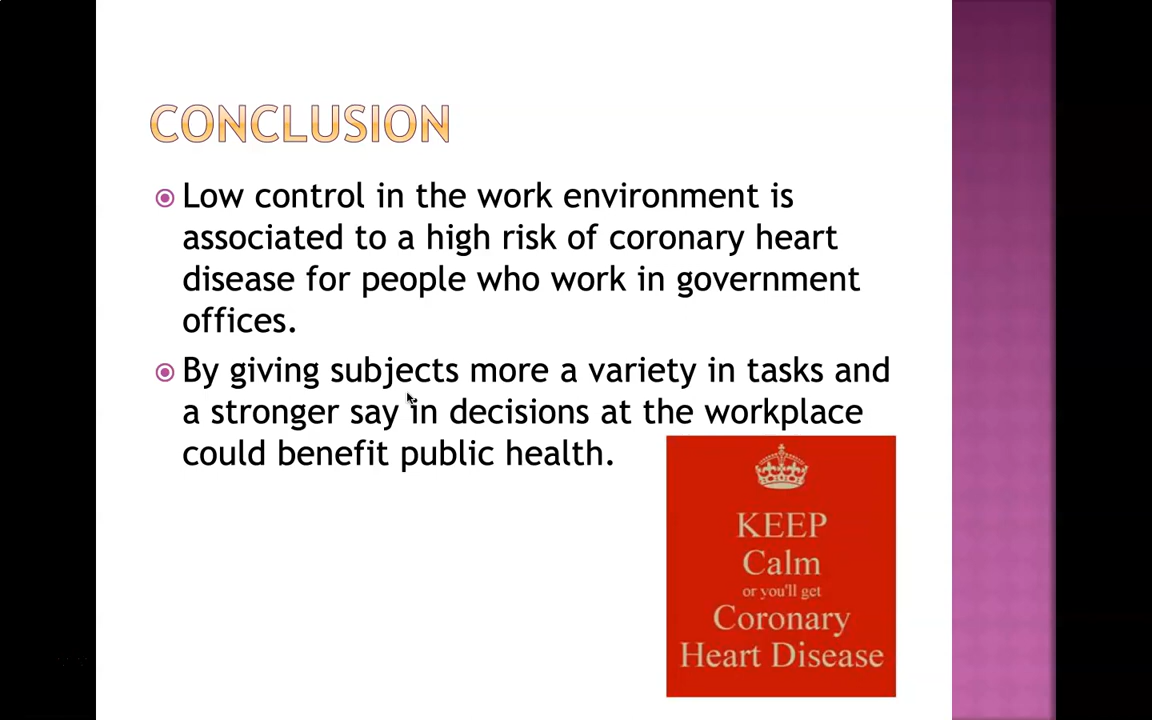 CONCLUSION
Low control in the work environment is
associated to a high risk of coronary heart
disease for people who work in government
offices.
By giving subjects more a variety in tasks and
a stronger say in decisions at the workplace
could benefit public health.
KEEP
Calm
or you'll get
Coronary
Heart Disease